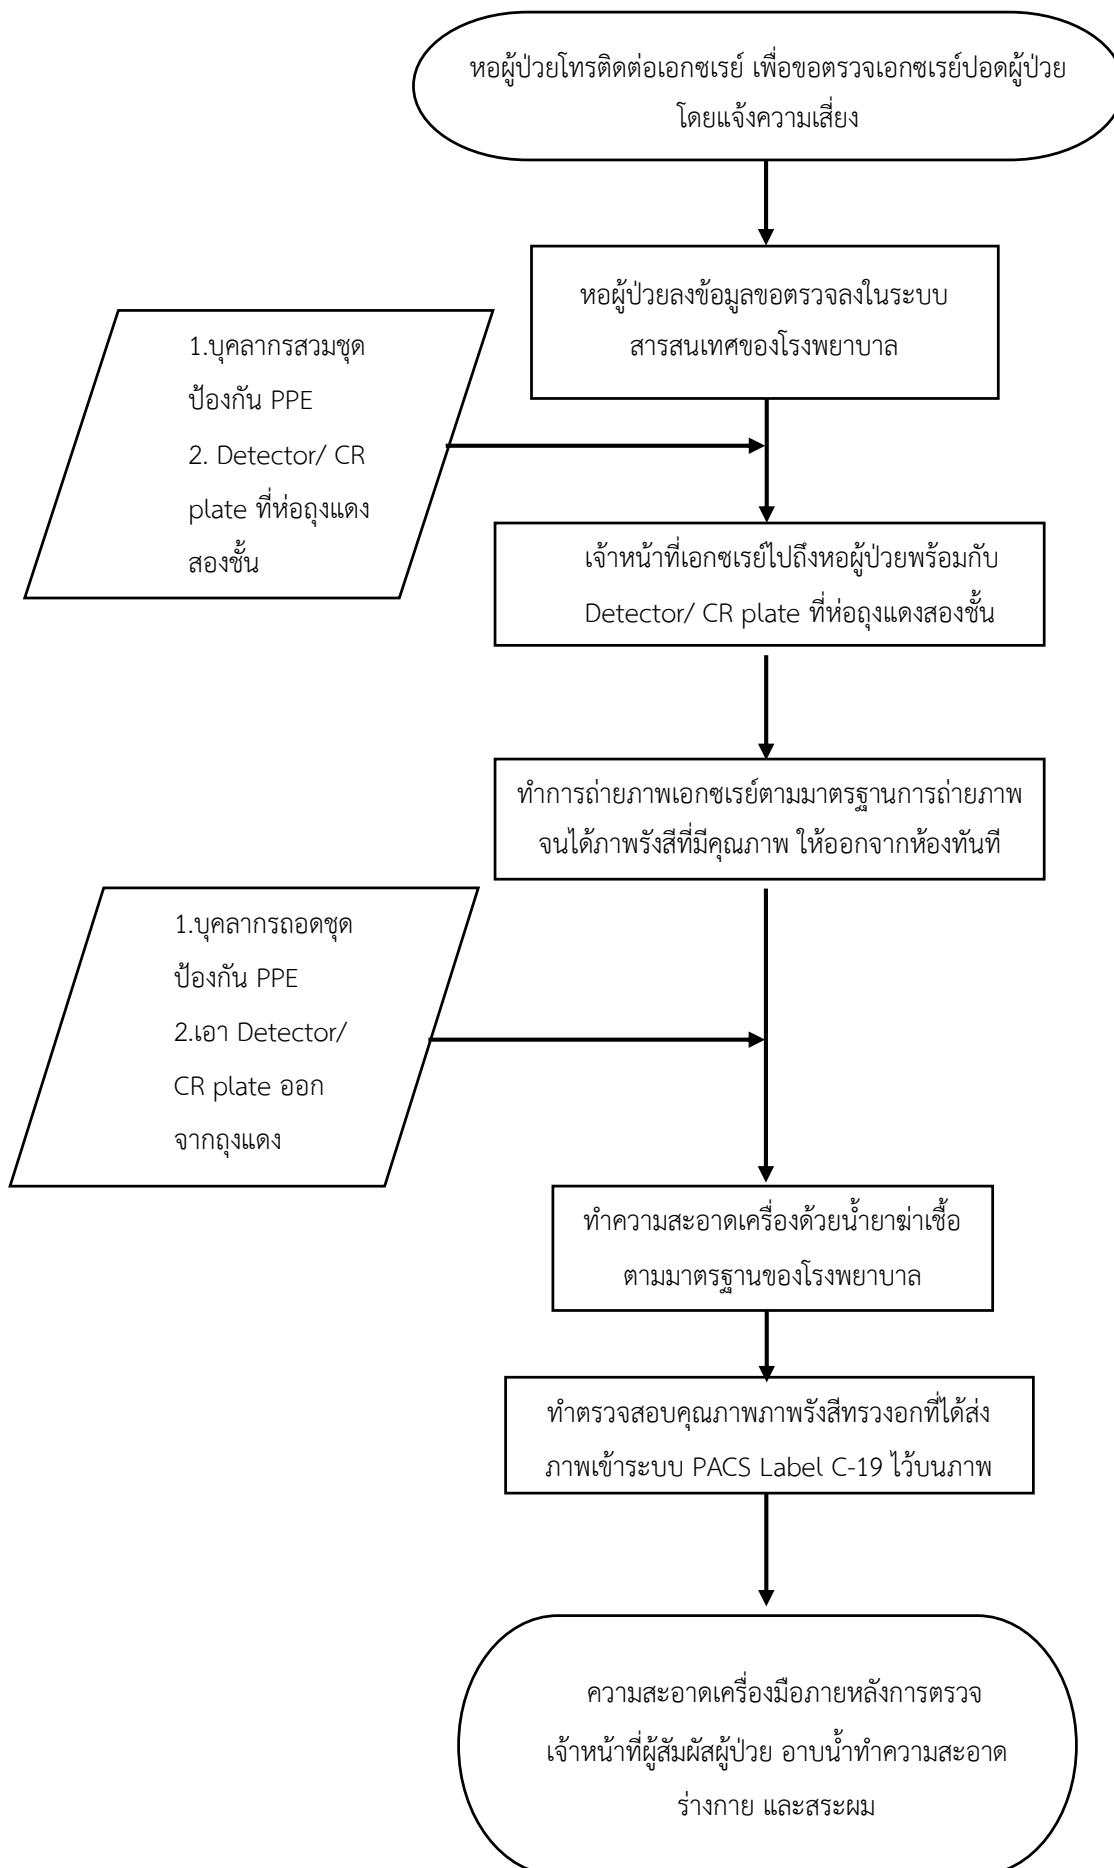 หอผู้ป่วยโทรติดต่อเอกซเรย์ เพื่อขอตรวจเอกซเรย์ปอดผู้ป่วย
โดยแจ้งความเสี่ยง
หอผู้ป่วยลงข้อมูลขอตรวจลงในระบบ
สารสนเทศของโรงพยาบาล
1.บุคลากรสวมชุด
ป้องกัน PPE
2. Detector/ CR
plate ที่ห่อถุงแดง
สองชั้น
เจ้าหน้าที่เอกซเรย์ไปถึงหอผู้ป่วยพร้อมกับ
Detector/ CR plate ที่ห่อถุงแดงสองชั้น
ทำการถ่ายภาพเอกซเรย์ตามมาตรฐานการถ่ายภาพ
จนได้ภาพรังสีที่มีคุณภาพ ให้ออกจากห้องทันที
1.บุคลากรถอดชุด
ป้องกัน PPE
2.เอา Detector/
CR plate ออก
จากถุงแดง
ทำความสะอาดเครื่องด้วยน้ำยาฆ่าเชื้อ
ตามมาตรฐานของโรงพยาบาล
ทำตรวจสอบคุณภาพภาพรังสีทรวงอกที่ได้ส่ง
ภาพเข้าระบบ PACS Label C-19 ไว้บนภาพ
ความสะอาดเครื่องมือภายหลังการตรวจ
เจ้าหน้าที่ผู้สัมผัสผู้ป่วย อาบน้ำทำความสะอาด
ร่างกาย และสระผม